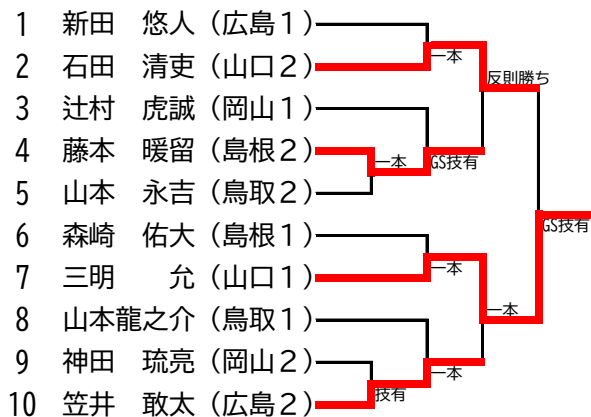 1 新田　悠人（広島１）
一本
2 石田　清吏（山口２）
反則勝ち
3 辻村　虎誠（岡山１）
4 藤本　暖留（島根２）
一本
GS技有
5 山本　永吉（鳥取２）
GS技有
6 森崎　佑大（島根１）
一本
7 三明　　允（山口１）
一本
8 山本龍之介（鳥取１）
9 神田　琉亮（岡山２）
一本
技有
10 笠井　敢太（広島２）